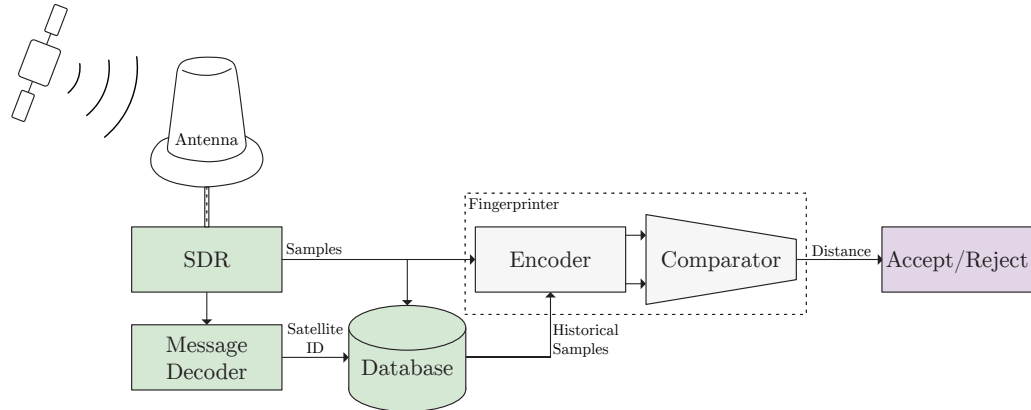 Antenna
Fingerprinter
SDR
Samples
Encoder
Comparator
Distance
Accept/Reject
Message
Decoder
Satellite
ID
Database
Historical
Samples